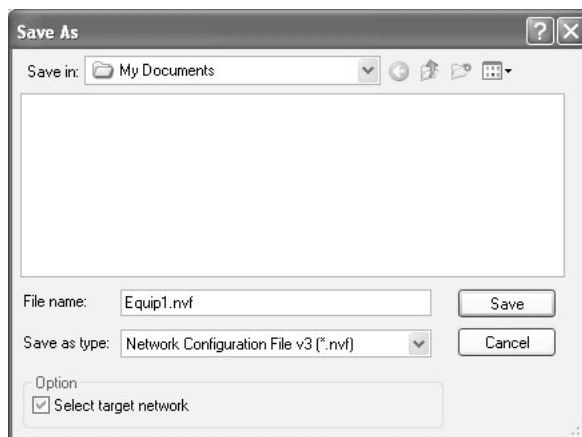 Save As
Save in: My Documents
File name: Equip1.nvf Save
Save as type: Network Configuration File v3 (*.nvf) Cancel
Option
Select target network